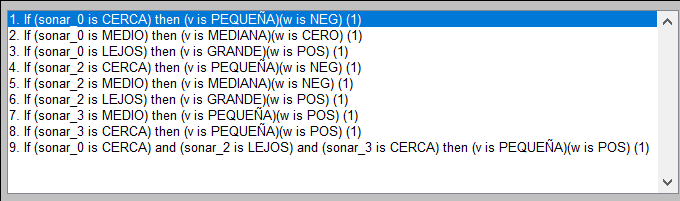 1. If (sonar_0 is CERCA) then (v is PEQUEÑA)(w is NEG) (1)
2. If (sonar_0 is MEDIO) then (v is MEDIANA)(w is CERO) (1)
3. If (sonar_0 is LEJOS) then (v is GRANDE)(w is POS) (1)
4. If (sonar_2 is CERCA) then (v is PEQUEÑA)(w is NEG) (1)
5. If (sonar_2 is MEDIO) then (v is MEDIANA)(w is NEG) (1)
6. If (sonar_2 is LEJOS) then (v is GRANDE)(w is POS) (1)
7. If (sonar_3 is MEDIO) then (v is PEQUEÑA)(w is POS) (1)
8. If (sonar_3 is CERCA) then (v is PEQUEÑA)(w is POS) (1)
9. If (sonar_0 is CERCA) and (sonar_2 is LEJOS) and (sonar_3 is CERCA) then (v is PEQUEÑA)(w is POS) (1)